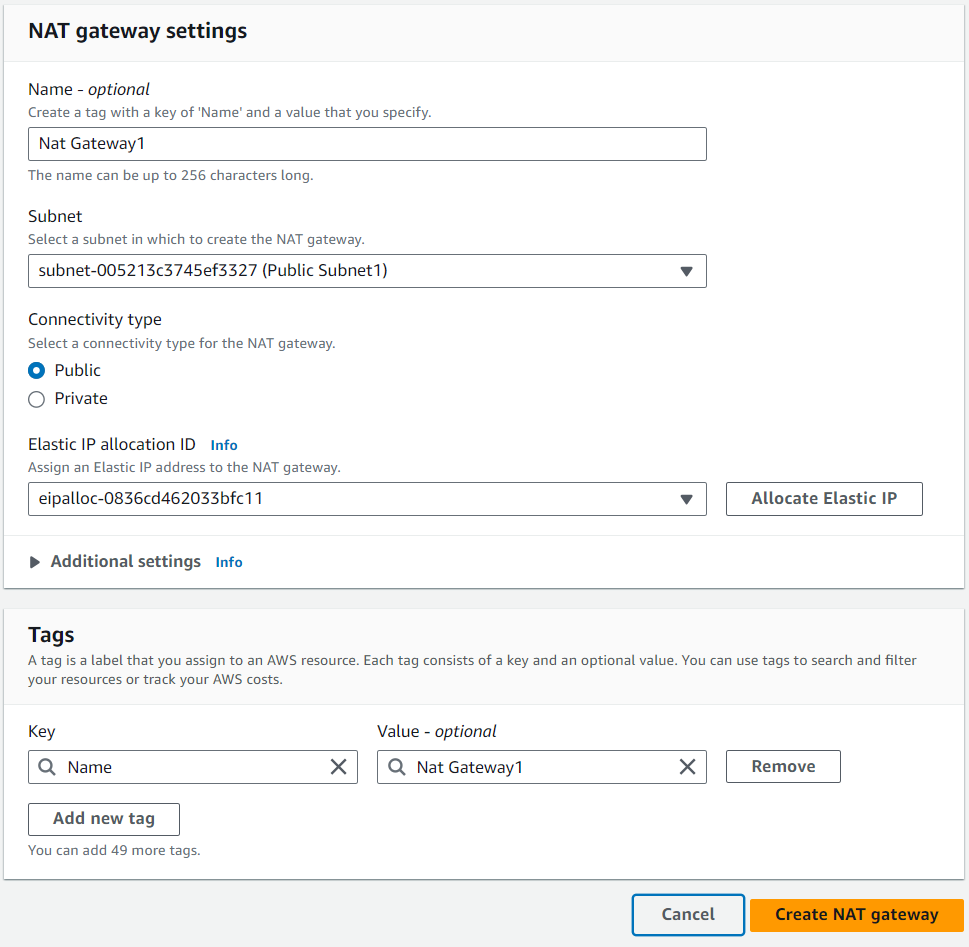 NAT gateway settings
Name - optional
Create a tag with a key of 'Name' and a value that you specify.
Nat Gateway1
The name can be up to 256 characters long.
Subnet
Select a subnet in which to create the NAT gateway.
subnet-005213c3745ef3327 (Public Subnet1)
Connectivity type
Select a connectivity type for the NAT gateway.
Public
Private
Elastic IP allocation ID Info
Assign an Elastic IP address to the NAT gateway.
eipalloc-0836cd462033bfc11 Allocate Elastic IP
Additional settings Info
Tags
A tag is a label that you assign to an AWS resource. Each tag consists of a key and an optional value. You can use tags to search and filter
your resources or track your AWS costs.
Key Value - optional
Name Nat Gateway1 Remove
Add new tag
You can add 49 more tags.
Cancel Create NAT gateway